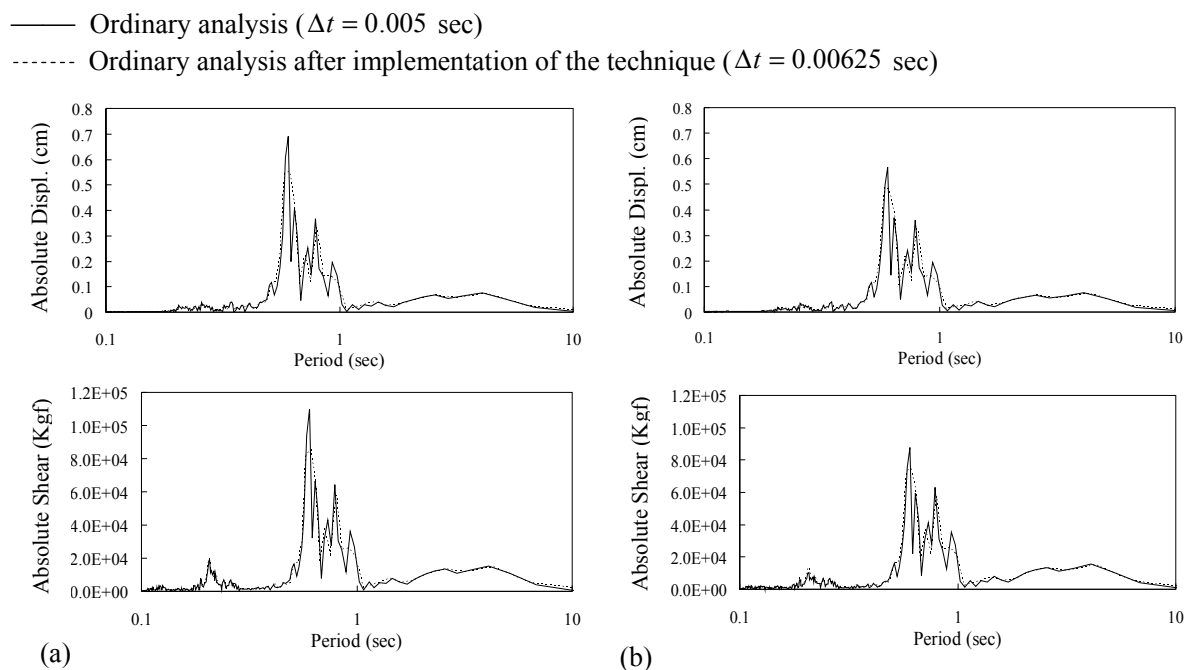 Ordinary analysis (Δt = 0.005 sec)
Ordinary analysis after implementation of the technique (Δt = 0.00625 sec)
Absolute Displ. (cm)
0.8
0.7
0.6
0.5
0.4
0.3
0.2
0.1
0
0.1 1 10
Period (sec)
Absolute Displ. (cm)
0.8
0.7
0.6
0.5
0.4
0.3
0.2
0.1
0
0.1 1 10
Period (sec)
Absolute Shear (Kgf)
1.2E+05
1.0E+05
8.0E+04
6.0E+04
4.0E+04
2.0E+04
0.0E+00
0.1 1 10
Period (sec)
(a)
Absolute Shear (Kgf)
1.2E+05
1.0E+05
8.0E+04
6.0E+04
4.0E+04
2.0E+04
0.0E+00
0.1 1 10
Period (sec)
(b)